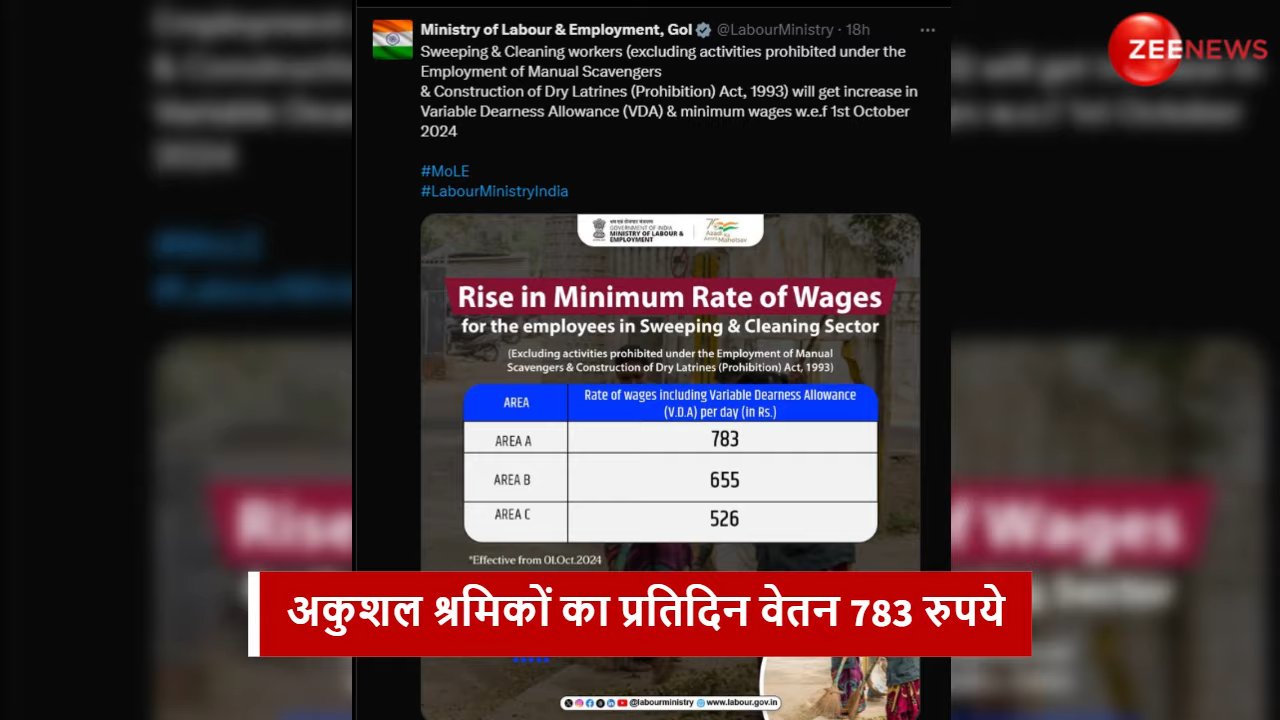 Ministry of Labour & Employment, GoI @LabourMinistry · 18h
ZEENEWS
Sweeping & Cleaning workers (excluding activities prohibited under the
Employment of Manual Scavengers
& Construction of Dry Latrines (Prohibition) Act, 1993) will get increase in
Variable Dearness Allowance (VDA) & minimum wages w.e.f 1st October
2024
#MoLE
#LabourMinistryIndia
GOVERNMENT OF INDIA
MINISTRY OF LABOUR &
EMPLOYMENT
Azadi Ka
Amrit Mahotsav
Rise in Minimum Rate of Wages
for the employees in Sweeping & Cleaning Sector
(Excluding activities prohibited under the Employment of Manual
Scavengers & Construction of Dry Latrines (Prohibition) Act, 1993)
AREA
Rate of wages including Variable Dearness Allowance
(V.D.A) per day (in Rs.)
AREA A 783
AREA B 655
AREA C 526
*Effective from 01.Oct.2024
अकुशल श्रमिकों का प्रतिदिन वेतन 783 रुपये
@labourministry www.labour.gov.in